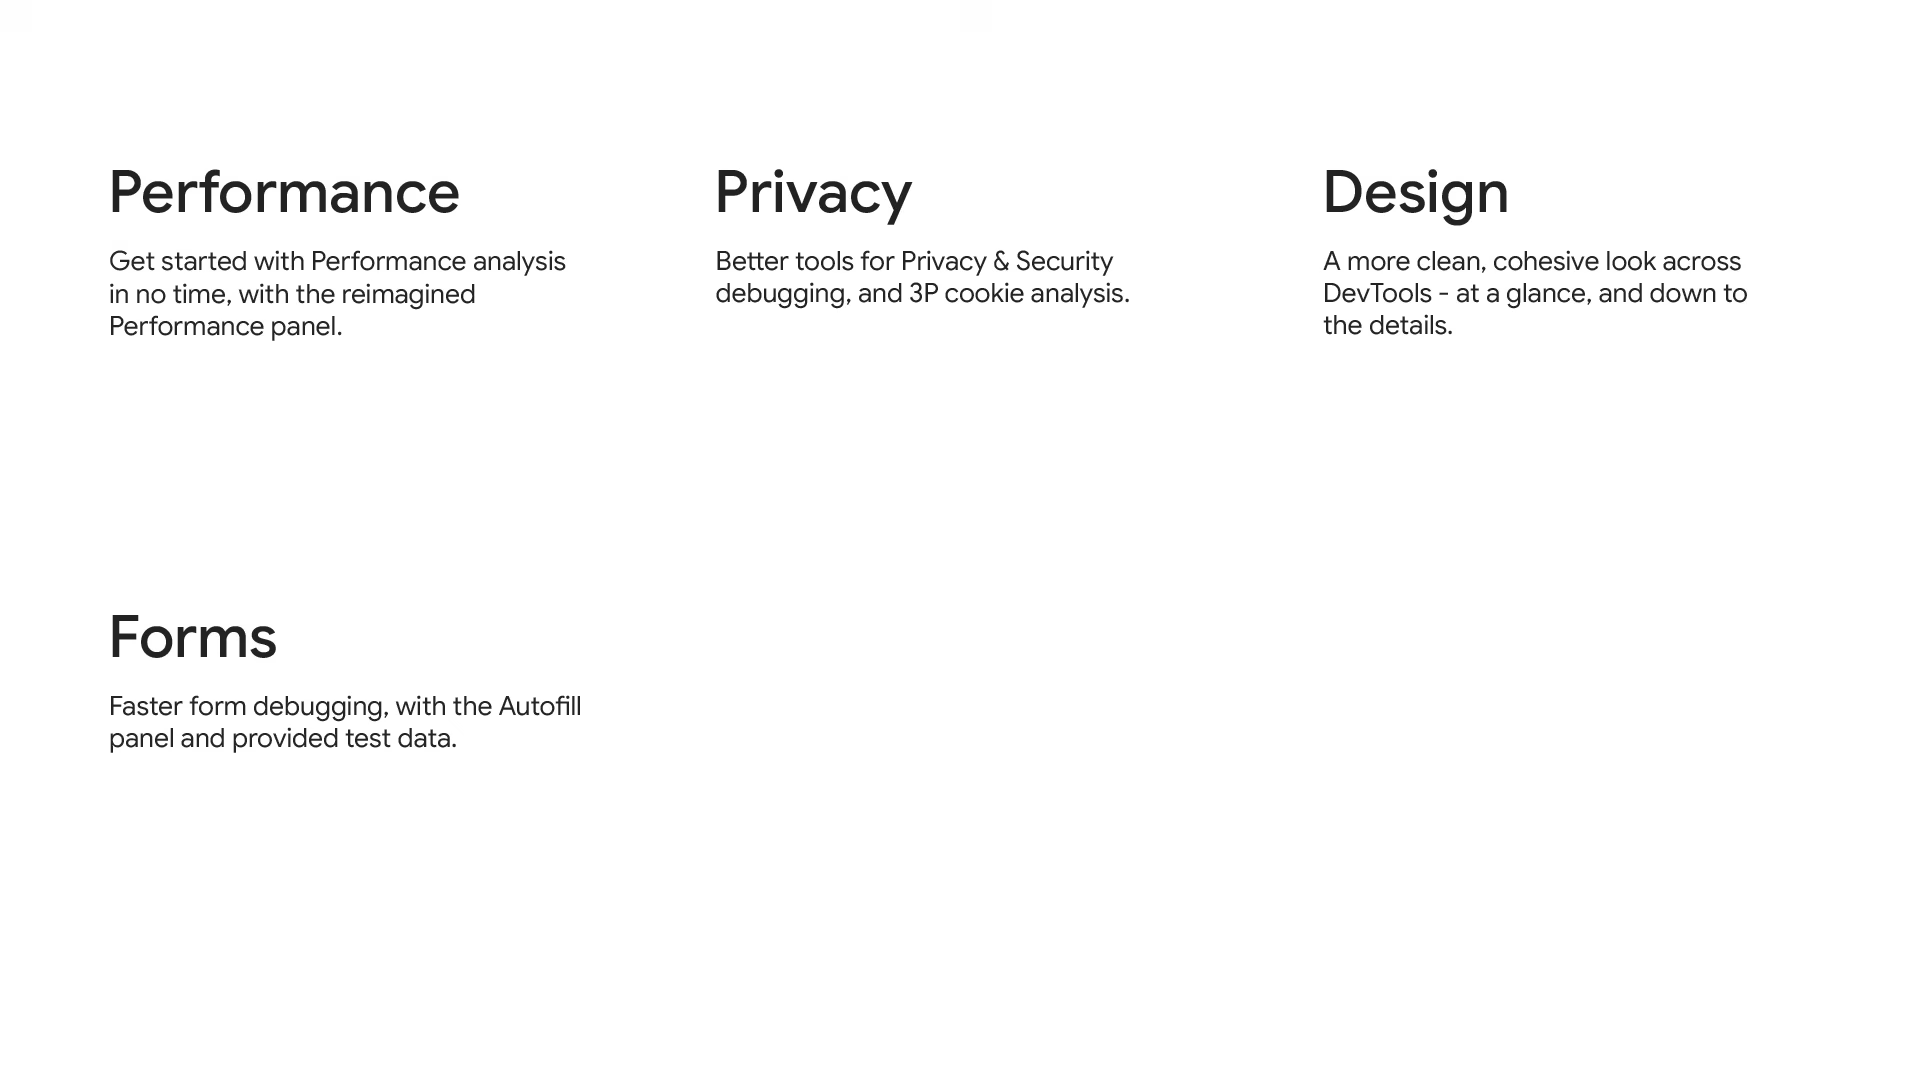 Performance
Get started with Performance analysis
in no time, with the reimagined
Performance panel.
Privacy
Better tools for Privacy & Security
debugging, and 3P cookie analysis.
Design
A more clean, cohesive look across
DevTools - at a glance, and down to
the details.
Forms
Faster form debugging, with the Autofill
panel and provided test data.